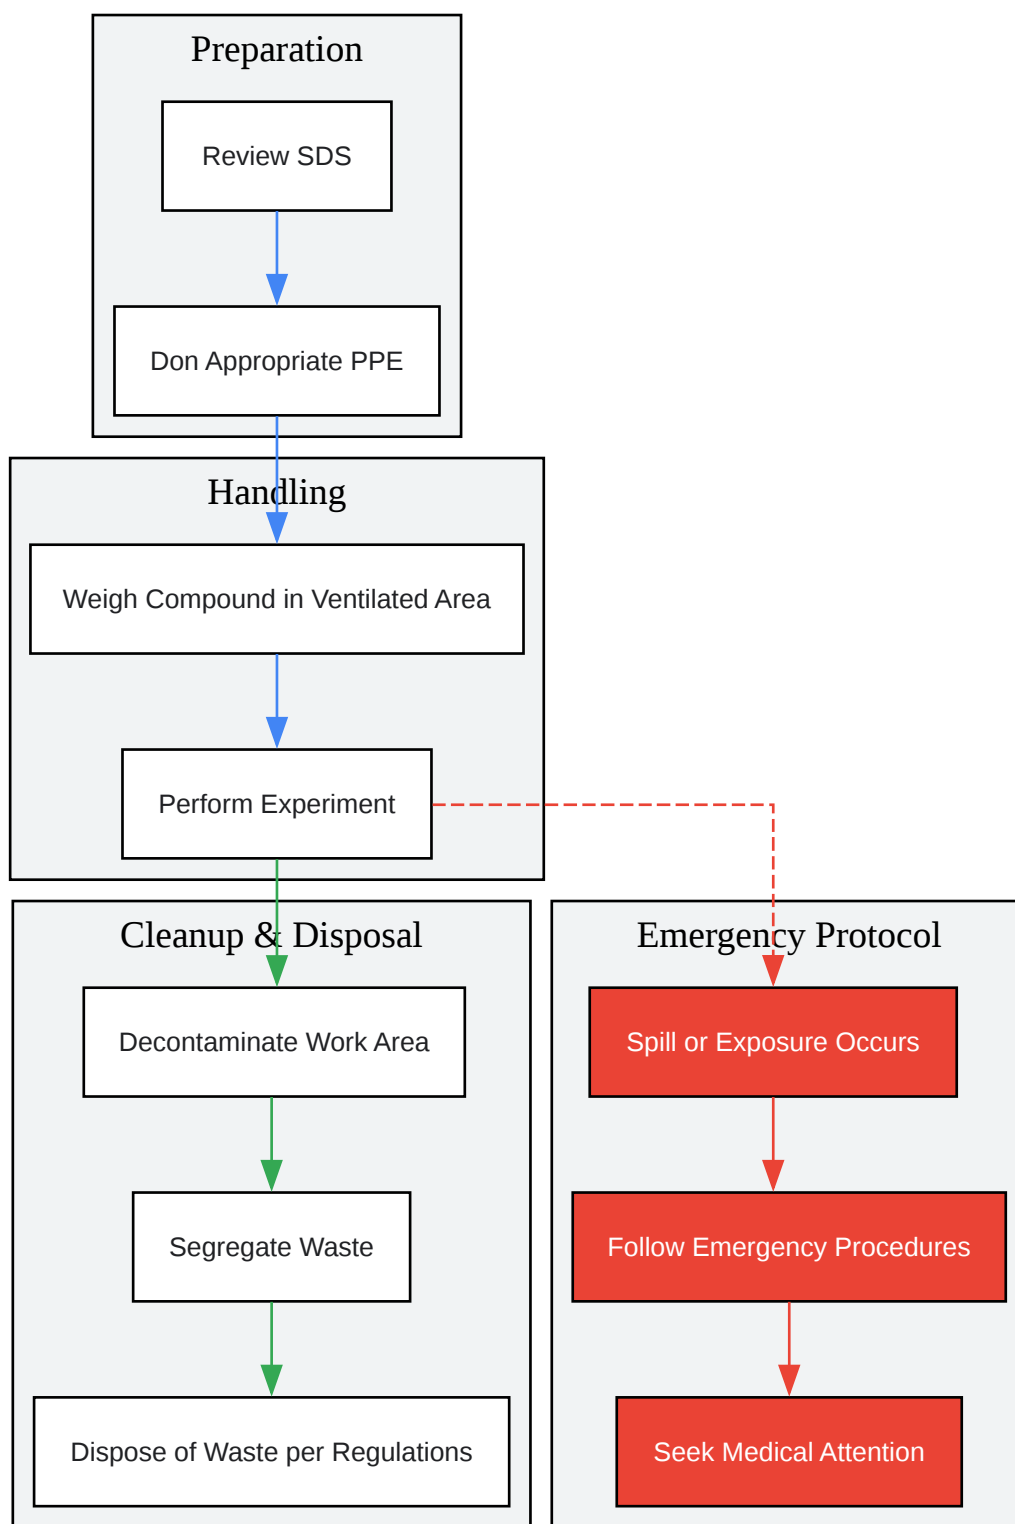 Preparation
Review SDS
Don Appropriate PPE
Handling
Weigh Compound in Ventilated Area
Perform Experiment
Cleanup & Disposal
Decontaminate Work Area
Segregate Waste
Dispose of Waste per Regulations
Emergency Protocol
Spill or Exposure Occurs
Follow Emergency Procedures
Seek Medical Attention